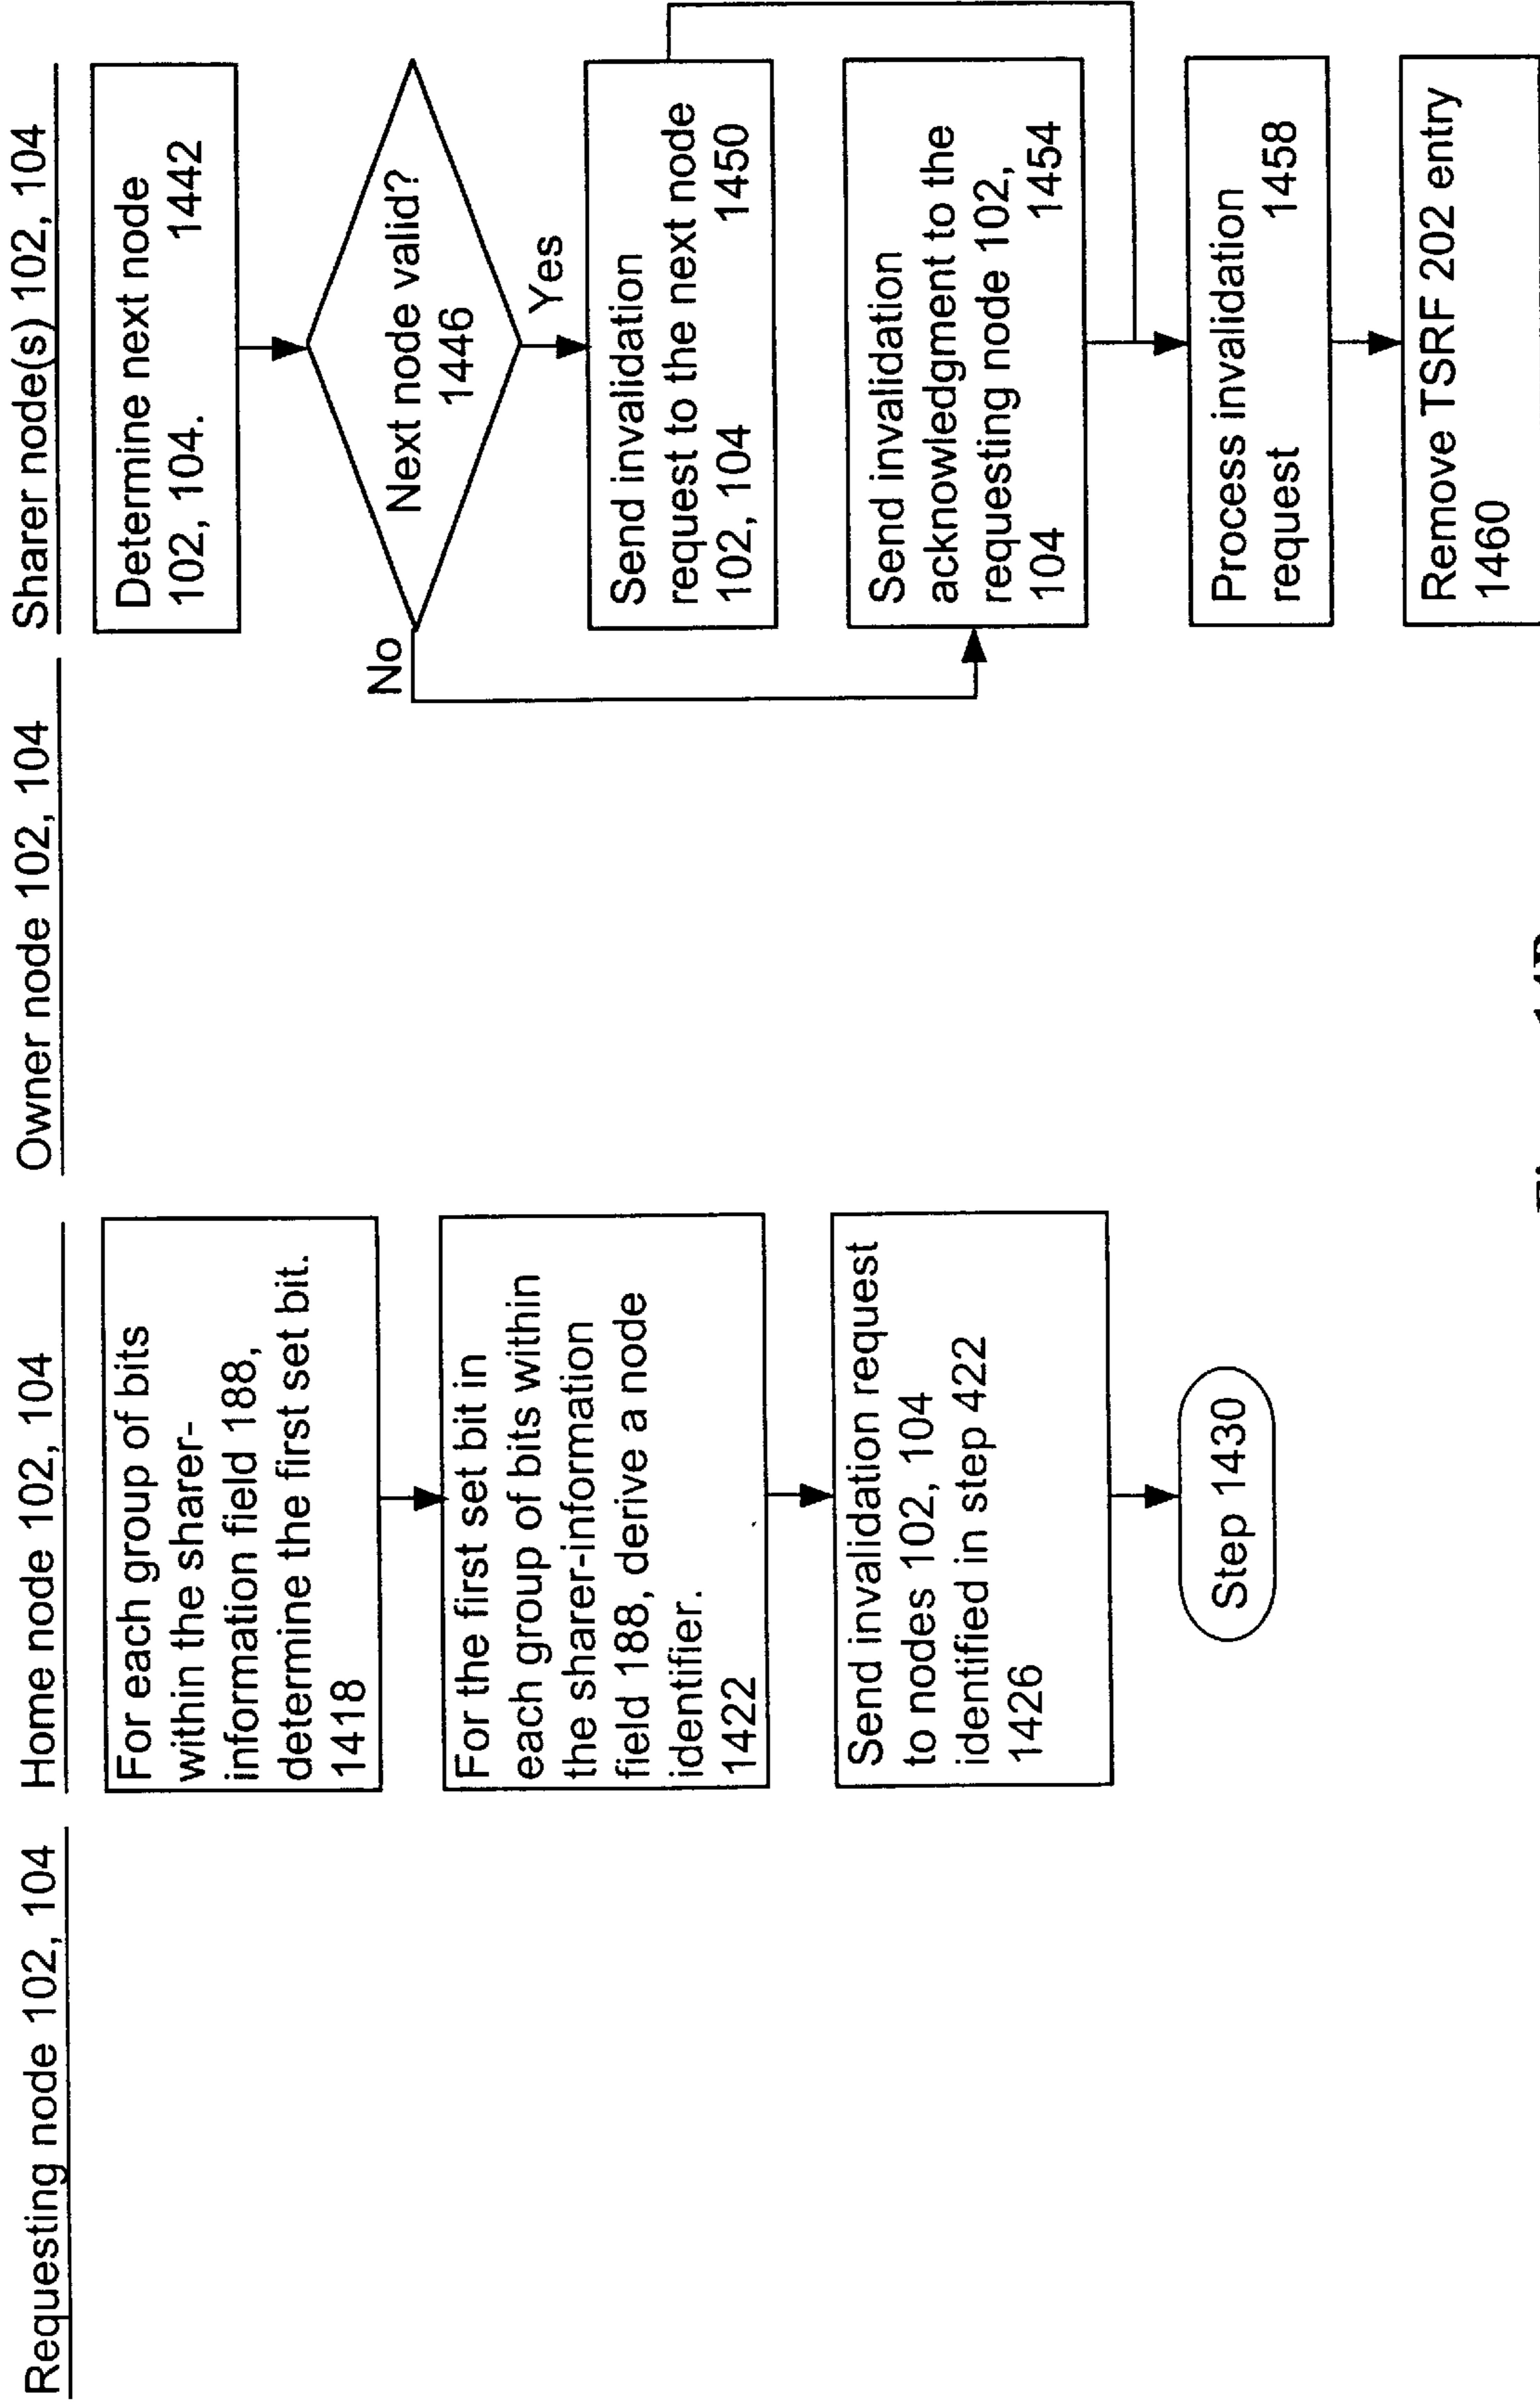 Requesting node 102, 104
Home node 102, 104
Owner node 102, 104
Sharer node(s) 102, 104
For each group of bits
within the sharer-
information field 188,
determine the first set bit.
1418
For the first set bit in
each group of bits within
the sharer-information
field 188, derive a node
identifier.
1422
Send invalidation request
to nodes 102, 104
identified in step 422
1426
Step 1430
Determine next node
102, 104. 1442
Next node valid?
1446
No
Yes
Send invalidation
request to the next node
102, 104 1450
Send invalidation
acknowledgment to the
requesting node 102,
104 1454
Process invalidation
request 1458
Remove TSRF 202 entry
1460